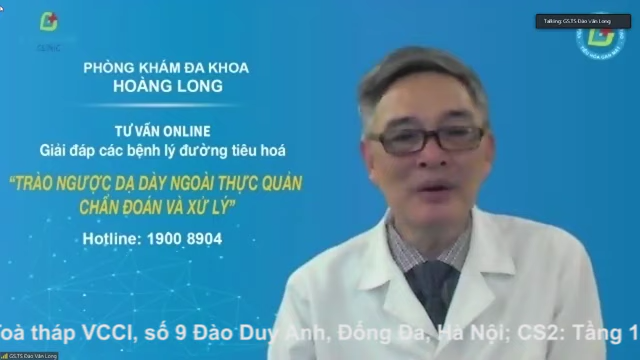 Talking: GS.TS Đào Văn Long
PHÒNG KHÁM ĐA KHOA
HOÀNG LONG
TƯ VẤN ONLINE
Giải đáp các bệnh lý đường tiêu hoá
“TRÀO NGƯỢC DẠ DÀY NGOÀI THỰC QUẢN
CHẨN ĐOÁN VÀ XỬ LÝ”
Hotline: 1900 8904
Toà tháp VCCI, số 9 Đào Duy Anh, Đống Đa, Hà Nội; CS2: Tầng 1
GS.TS Đào Văn Long